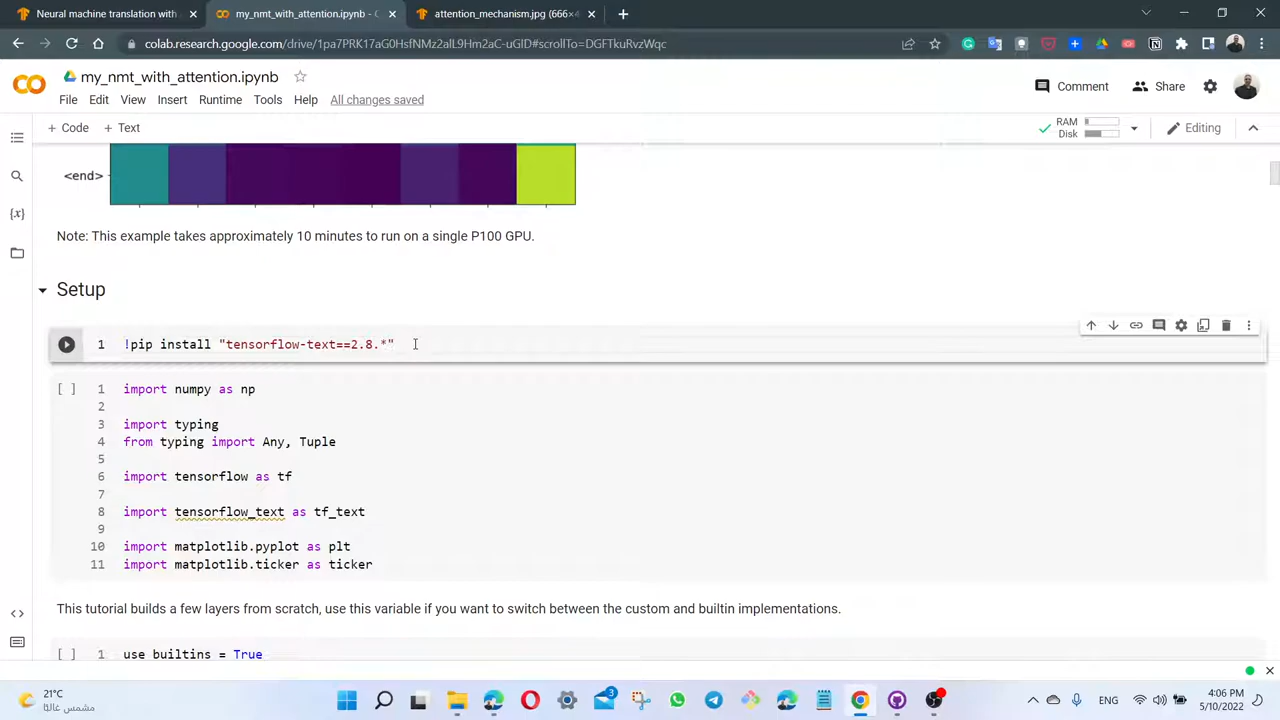 Neural machine translation with
my_nmt_with_attention.ipynb - C
attention_mechanism.jpg (666×4
colab.research.google.com/drive/1pa7PRK17aG0HsfNMz2alL9Hm2aC-uGID#scrollTo=DGFTkuRvzWqc
my_nmt_with_attention.ipynb
Comment
Share
File Edit View Insert Runtime Tools Help All changes saved
+ Code + Text
RAM
Disk
Editing
<end>
Note: This example takes approximately 10 minutes to run on a single P100 GPU.
Setup
1 !pip install "tensorflow-text==2.8.*"
[ ] 1 import numpy as np
2
3 import typing
4 from typing import Any, Tuple
5
6 import tensorflow as tf
7
8 import tensorflow_text as tf_text
9
10 import matplotlib.pyplot as plt
11 import matplotlib.ticker as ticker
This tutorial builds a few layers from scratch, use this variable if you want to switch between the custom and builtin implementations.
[ ] 1 use_builtins = True
21°C
مشمس غالبًا
3
ENG
4:06 PM
5/10/2022